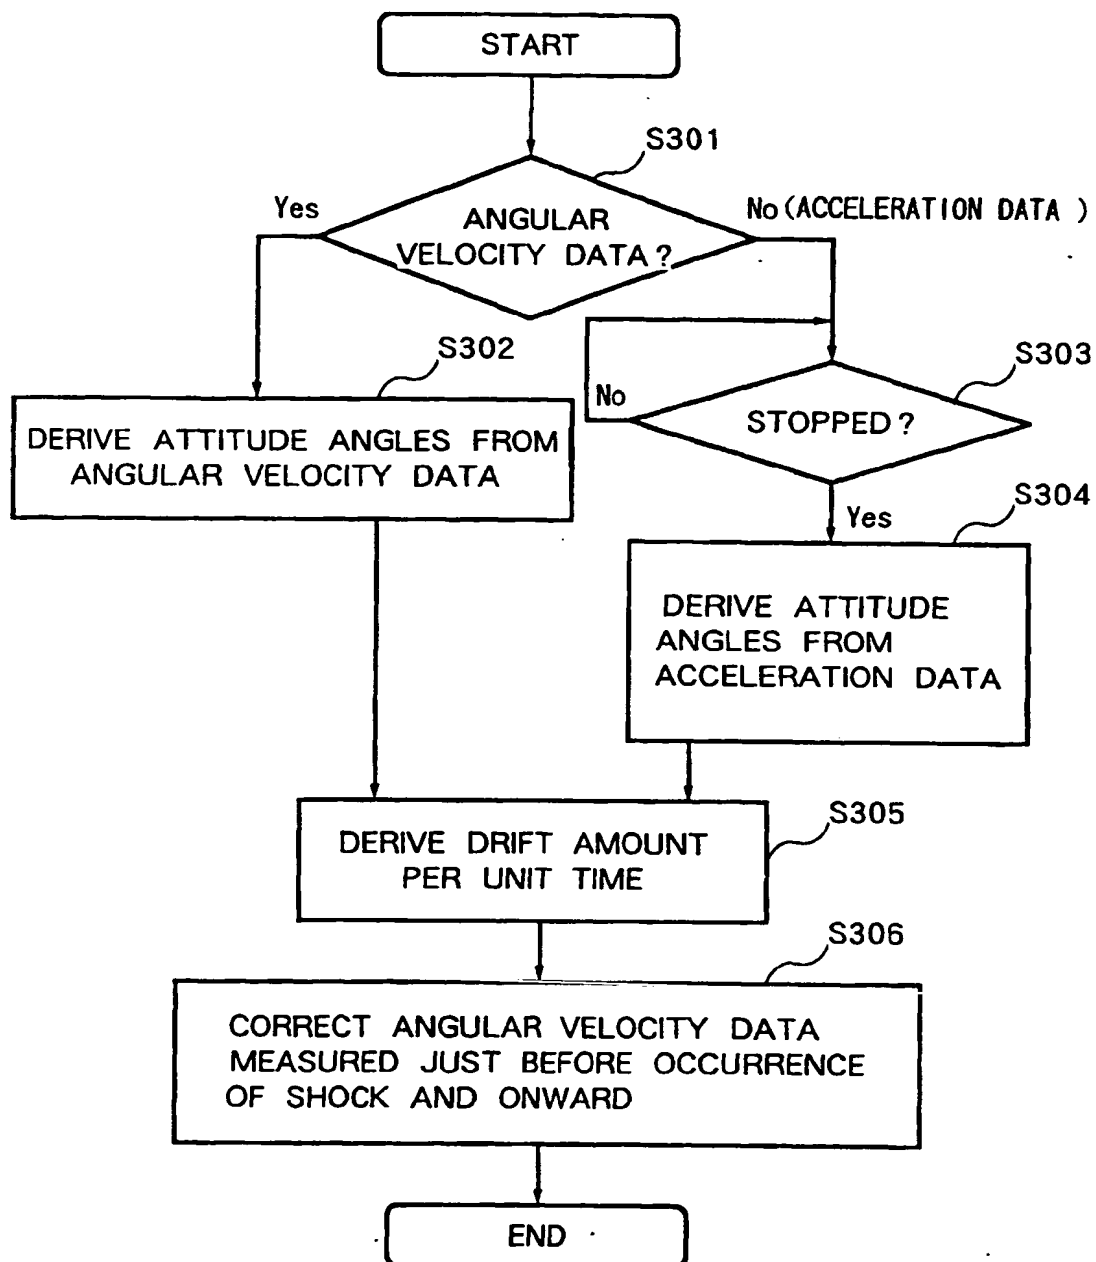 START
S301
Yes
ANGULAR
VELOCITY DATA?
No(ACCELERATION DATA )
S302
S303
No
STOPPED?
DERIVE ATTITUDE ANGLES FROM
ANGULAR VELOCITY DATA
Yes
S304
DERIVE ATTITUDE
ANGLES FROM
ACCELERATION DATA
S305
DERIVE DRIFT AMOUNT
PER UNIT TIME
S306
CORRECT ANGULAR VELOCITY DATA
MEASURED JUST BEFORE OCCURRENCE
OF SHOCK AND ONWARD
END